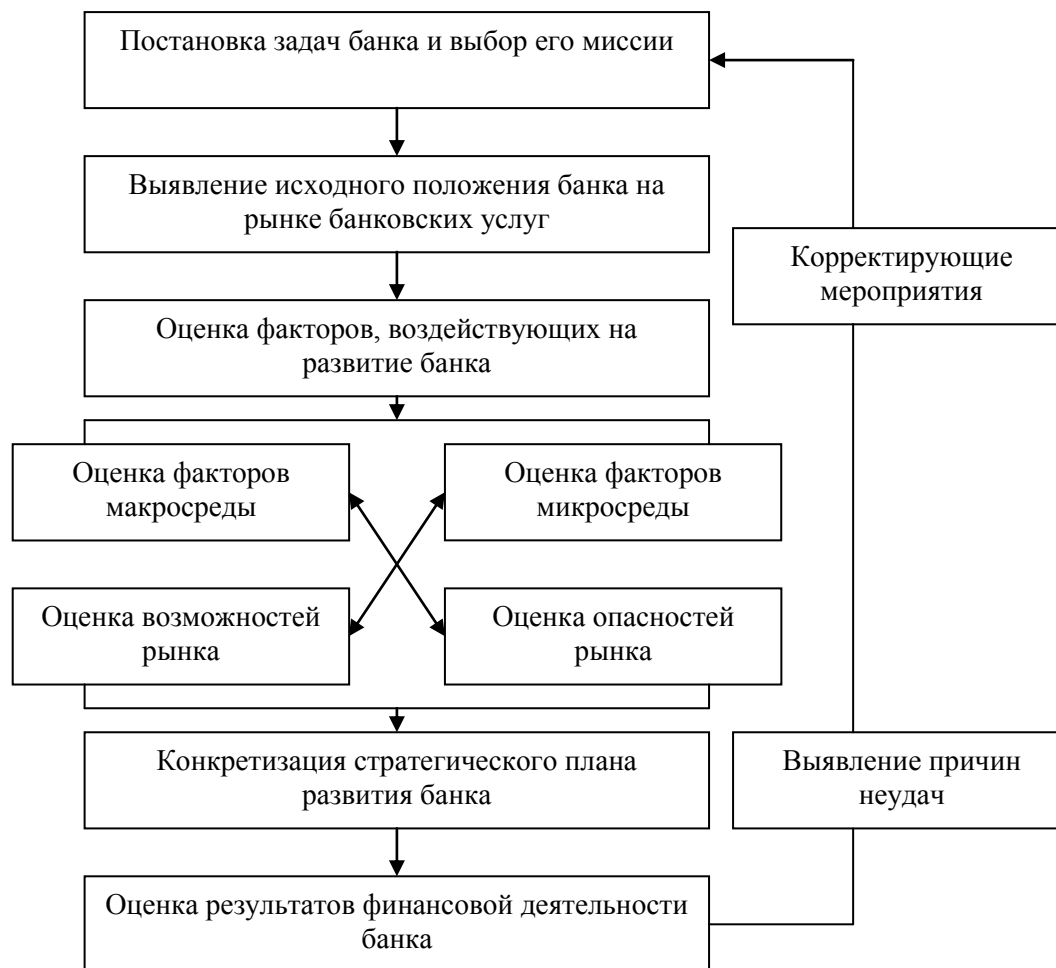 Постановка задач банка и выбор его миссии
Выявление исходного положения банка на
рынке банковских услуг
Оценка факторов, воздействующих на
развитие банка
Оценка факторов
макросреды
Оценка факторов
микросреды
Оценка возможностей
рынка
Оценка опасностей
рынка
Конкретизация стратегического плана
развития банка
Оценка результатов финансовой деятельности
банка
Корректирующие
мероприятия
Выявление причин
неудач